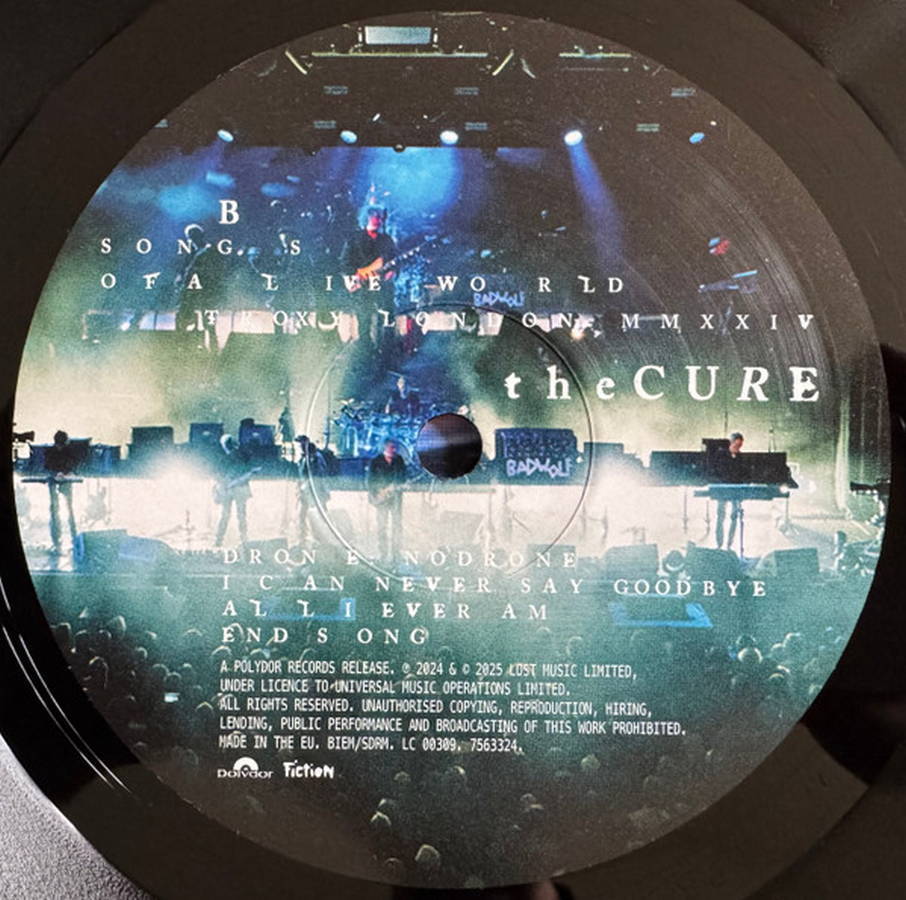 B
SONGS
OF A LIVE WORLD
BADWOLF
TROXY LONDON MMXXIV
the CURE
BADWOLF
DRONE: NODRONE
I CAN NEVER SAY GOODBYE
ALL I EVER AM
ENDSONG
A POLYDOR RECORDS RELEASE. ℗ 2024 & © 2025 LOST MUSIC LIMITED,
UNDER LICENCE TO UNIVERSAL MUSIC OPERATIONS LIMITED.
ALL RIGHTS RESERVED. UNAUTHORISED COPYING, REPRODUCTION, HIRING,
LENDING, PUBLIC PERFORMANCE AND BROADCASTING OF THIS WORK PROHIBITED.
MADE IN THE EU. BIEM/SDRM. LC 00309. 7563324.
Polydor Fiction